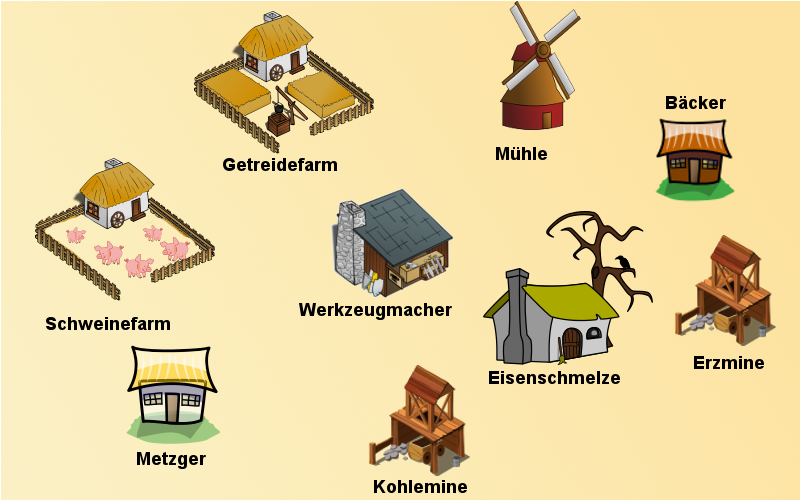 Bäcker
Mühle
Getreidefarm
Werkzeugmacher
Schweinefarm
Erzmine
Eisenschmelze
Metzger
Kohlemine